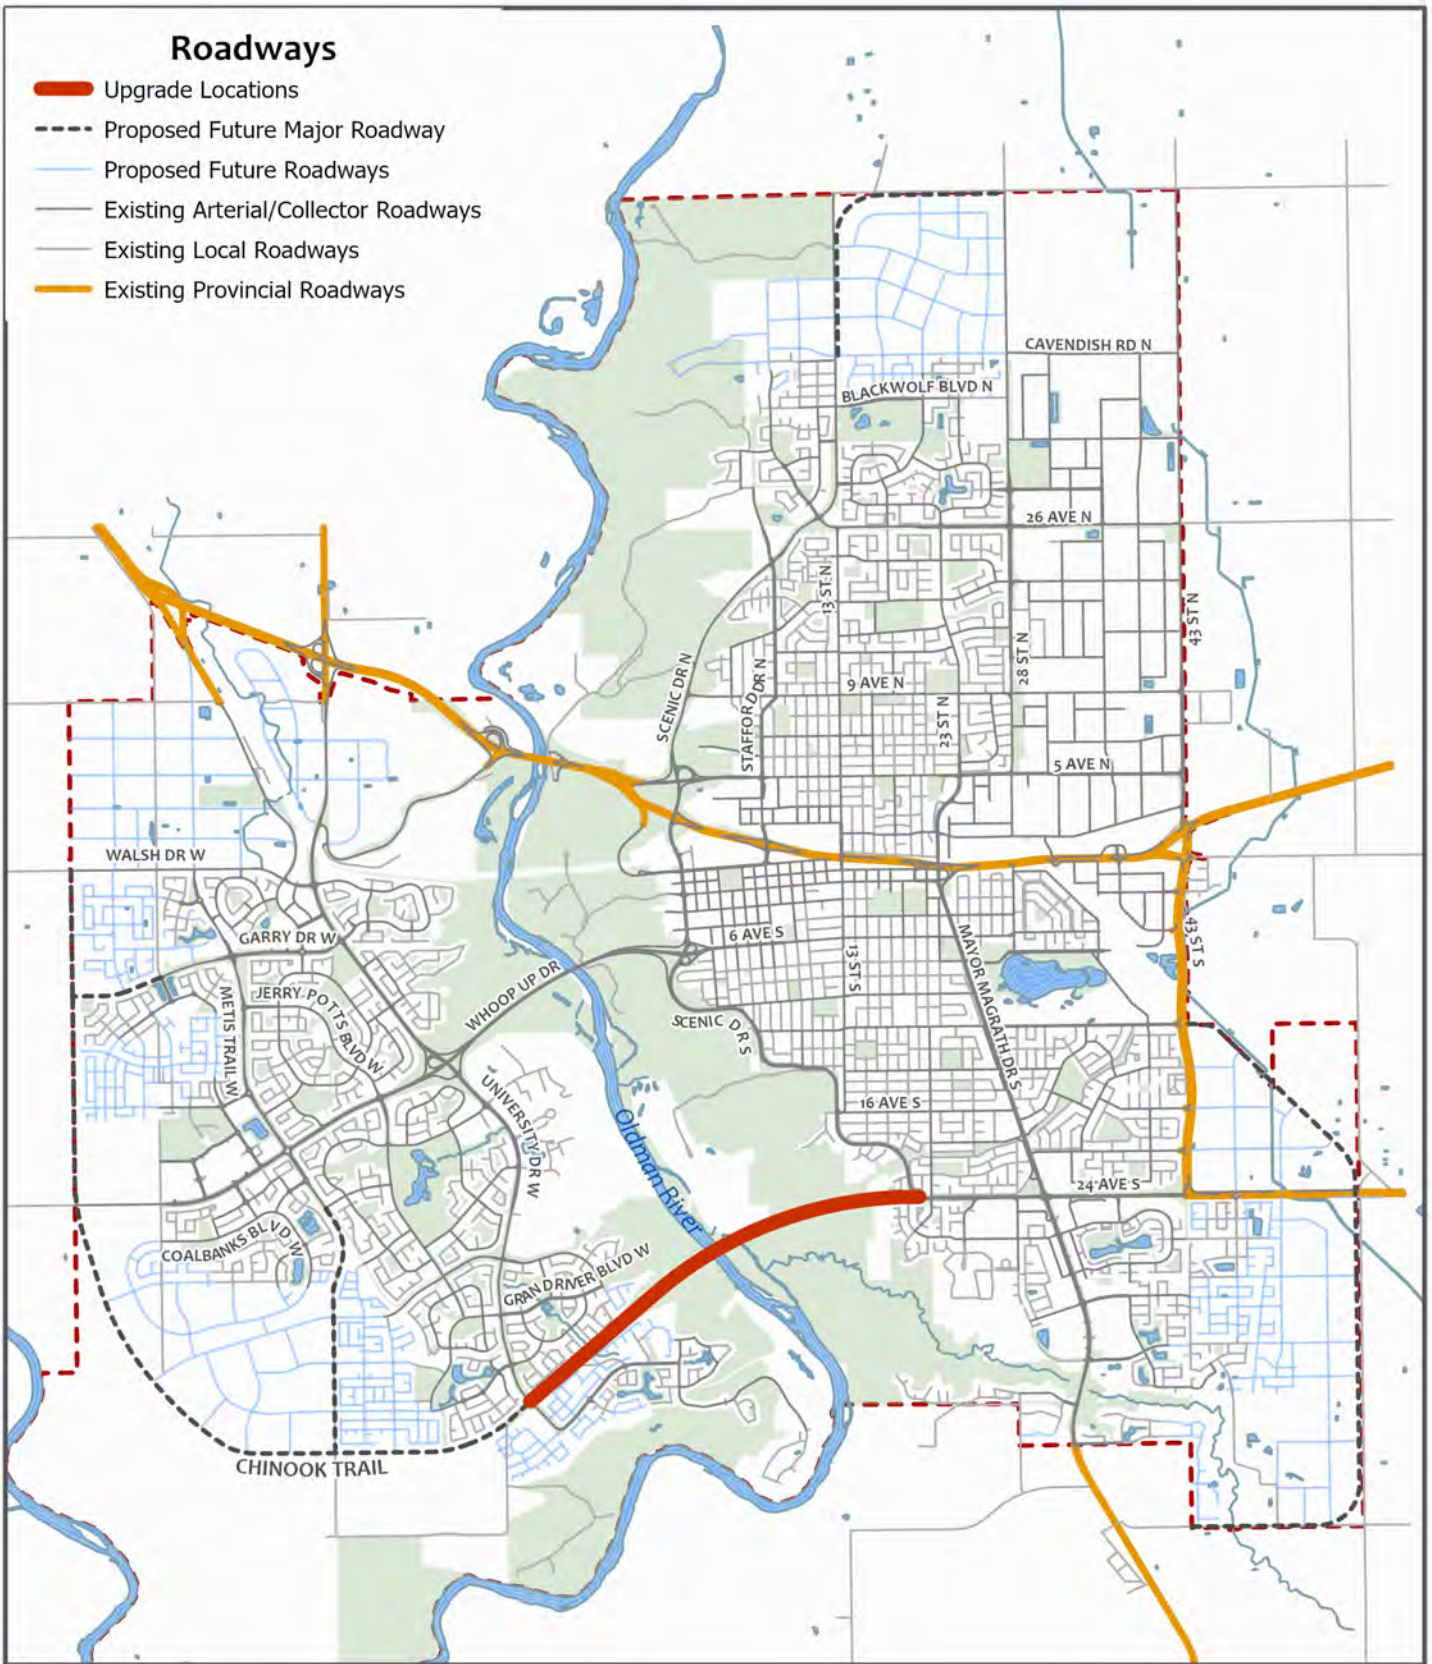 Roadways
Upgrade Locations
Proposed Future Major Roadway
Proposed Future Roadways
Existing Arterial/Collector Roadways
Existing Local Roadways
Existing Provincial Roadways
CAVENDISH RD N
BLACKWOLF BLVD N
26 AVE N
13 ST N
43 ST N
28 ST N
SCENIC DR N
STAFFORD DR N
9 AVE N
23 ST N
5 AVE N
WALSH DR W
GARRY DR W
6 AVE S
13 ST S
MAYOR MAGRATH DR S
43 ST S
WHOOP UP DR
JERRY POTTS BLVD W
METIS TRAIL W
SCENIC DR S
UNIVERSITY DR W
16 AVE S
Oldman River
24 AVE S
COALBANKS BLVD W
GRAND RIVER BLVD W
CHINOOK TRAIL